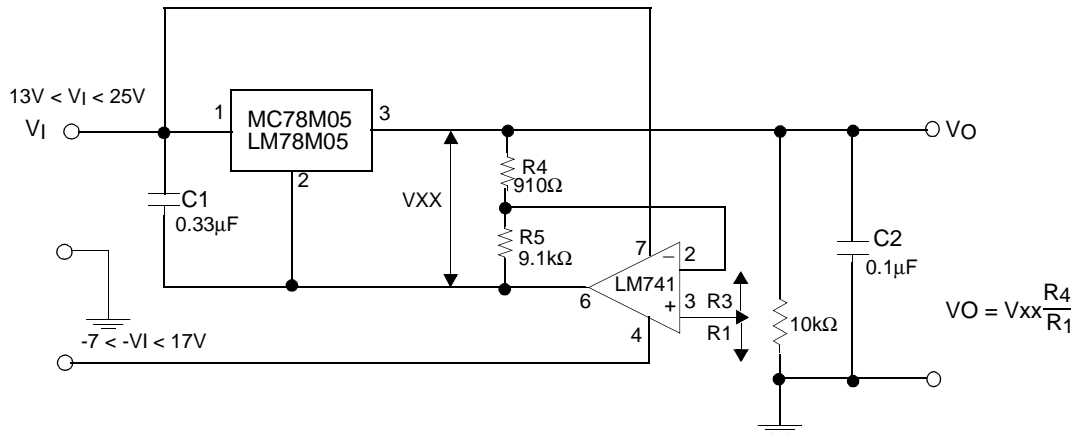 13V < VI < 25V
VI
1
MC78M05
LM78M05
3
2
C1
0.33µF
VXX
R4
910Ω
R5
9.1kΩ
7
–
2
LM741
6
+
3
4
R3
R1
10kΩ
C2
0.1µF
VO
VO = Vxx R4
R1
-7 < -VI < 17V